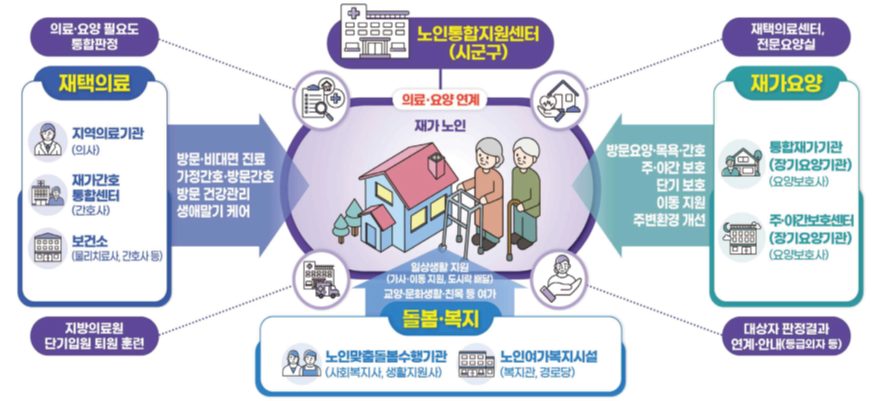 의료·요양 필요도
통합판정
노인통합지원센터
(시군구)
재택의료센터,
전문요양실
재택의료
지역의료기관
(의사)
재가간호
통합센터
(간호사)
보건소
(물리치료사, 간호사 등)
방문·비대면 진료
가정간호·방문간호
방문 건강관리
생애말기 케어
의료·요양 연계
재가 노인
방문요양·목욕·간호
주·야간 보호
단기 보호
이동 지원
주변환경 개선
재가요양
통합재가기관
(장기요양기관)
(요양보호사)
주·야간보호센터
(장기요양기관)
(요양보호사)
일상생활 지원
(가사·이동 지원, 도시락 배달)
교양·문화생활·친목 등 여가
지방의료원
단기입원 퇴원 훈련
돌봄·복지
노인맞춤돌봄수행기관
(사회복지사, 생활지원사)
노인여가복지시설
(복지관, 경로당)
대상자 판정결과
연계·안내(등급외자 등)